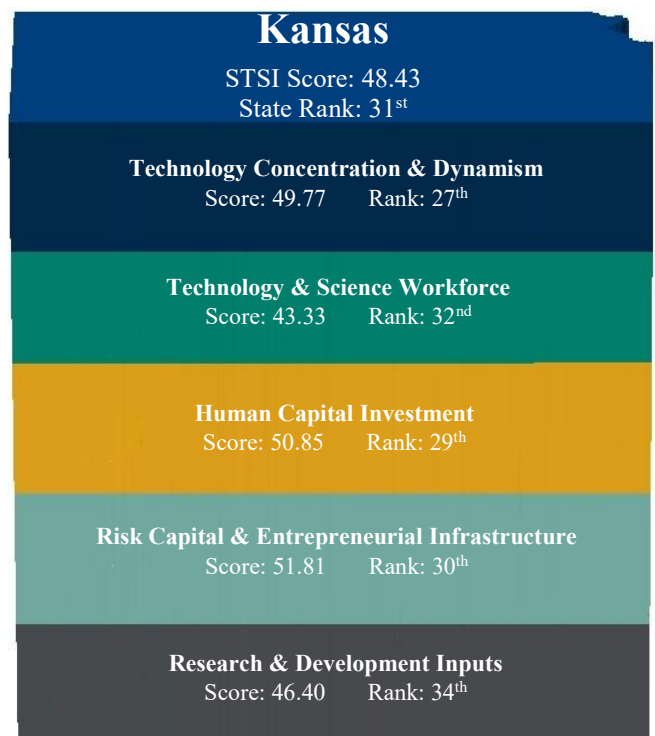 Kansas
STSI Score: 48.43
State Rank: 31st
Technology Concentration & Dynamism
Score: 49.77 Rank: 27th
Technology & Science Workforce
Score: 43.33 Rank: 32nd
Human Capital Investment
Score: 50.85 Rank: 29th
Risk Capital & Entrepreneurial Infrastructure
Score: 51.81 Rank: 30th
Research & Development Inputs
Score: 46.40 Rank: 34th